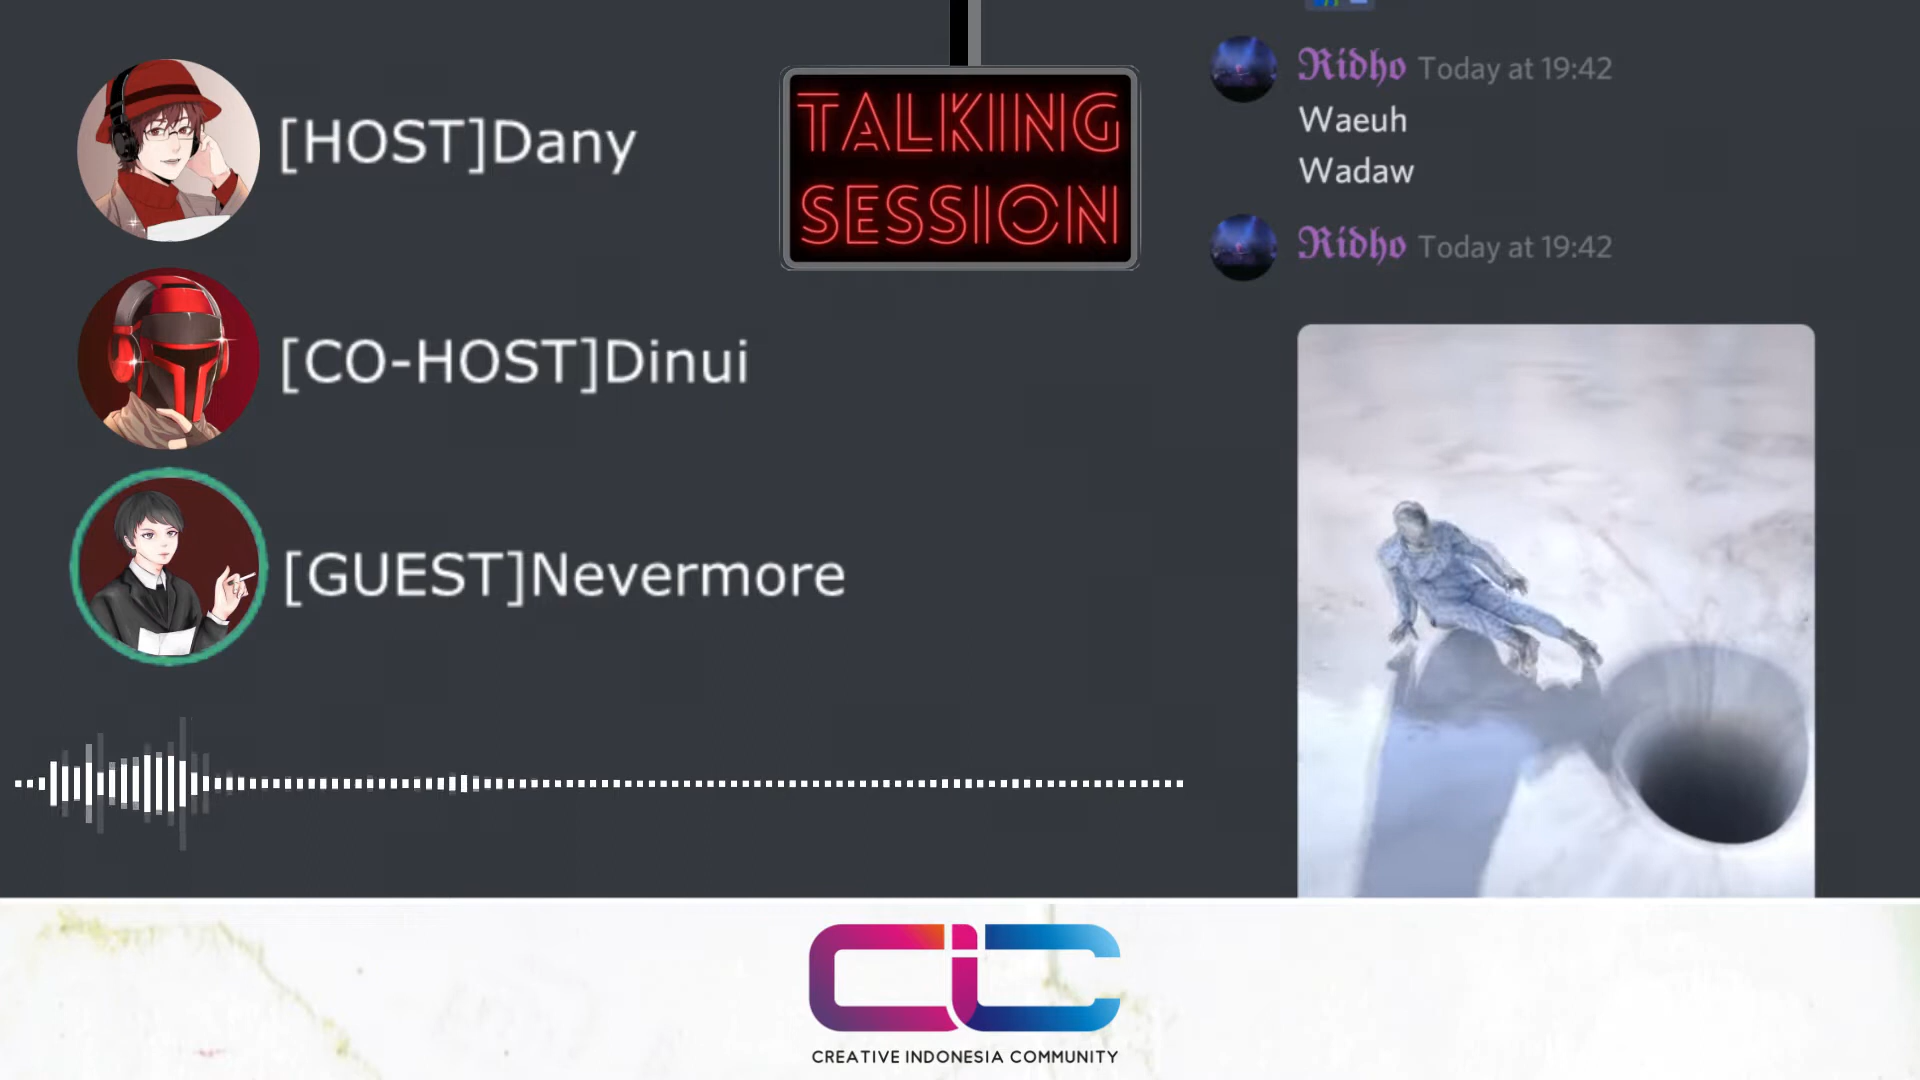 [HOST]Dany
[CO-HOST]Dinui
[GUEST]Nevermore
TALKING
SESSION
Ridho Today at 19:42
Waeuh
Wadaw
Ridho Today at 19:42
CiC
CREATIVE INDONESIA COMMUNITY